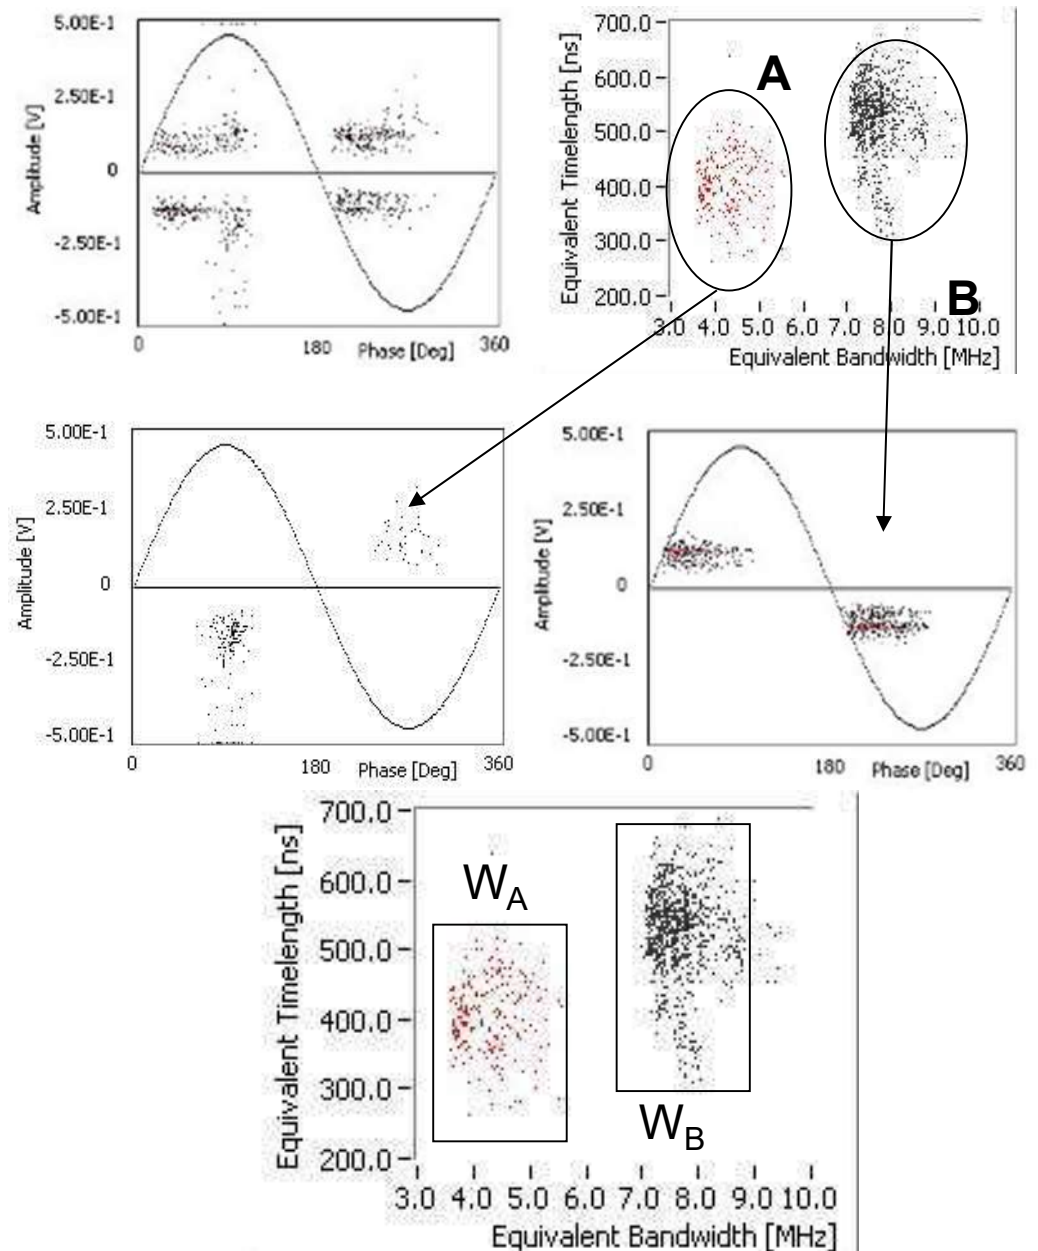 5.00E-1
2.50E-1
0
-2.50E-1
-5.00E-1
Amplitude [V]
0 180 360
Phase [Deg]
700.0
600.0
500.0
400.0
300.0
200.0
Equivalent Timelength [ns]
A
B
3.0 4.0 5.0 6.0 7.0 8.0 9.0 10.0
Equivalent Bandwidth [MHz]
5.00E-1
2.50E-1
0
-2.50E-1
-5.00E-1
Amplitude [V]
0 180 360
Phase [Deg]
5.00E-1
2.50E-1
0
-2.50E-1
-5.00E-1
Amplitude [V]
0 180 360
Phase [Deg]
700.0
600.0
500.0
400.0
300.0
200.0
Equivalent Timelength [ns]
WA
WB
3.0 4.0 5.0 6.0 7.0 8.0 9.0 10.0
Equivalent Bandwidth [MHz]